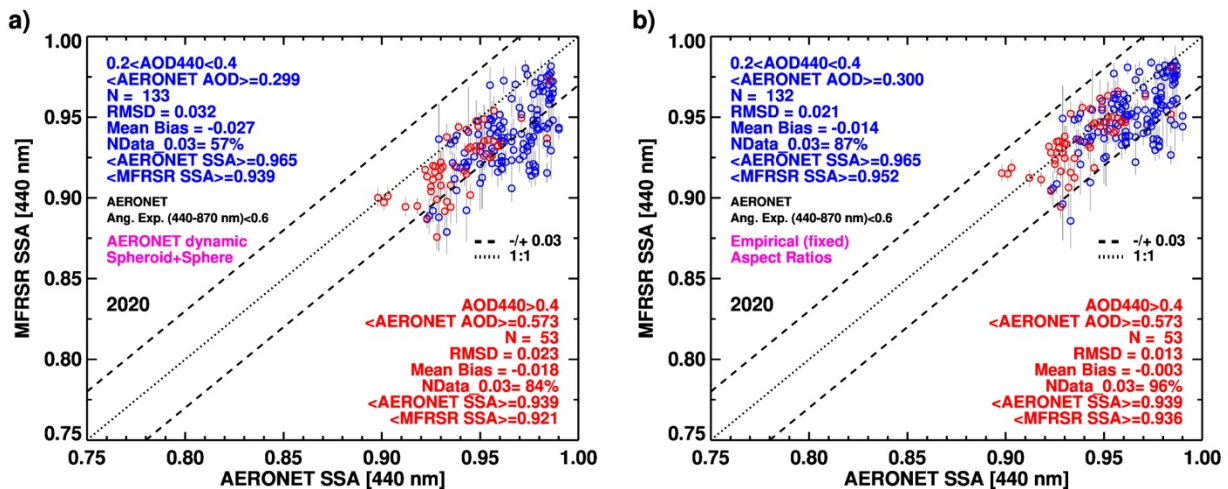 a)
MFRSR SSA [440 nm]
1.00
0.95
0.90
0.85
0.80
0.75
0.2<AOD440<0.4
<AERONET AOD>=0.299
N = 133
RMSD = 0.032
Mean Bias = -0.027
NData_0.03= 57%
<AERONET SSA>=0.965
<MFRSR SSA>=0.939
AERONET
Ang. Exp. (440-870 nm)<0.6
AERONET dynamic
Spheroid+Sphere
-/+ 0.03
1:1
2020
AOD440>0.4
<AERONET AOD>=0.573
N = 53
RMSD = 0.023
Mean Bias = -0.018
NData_0.03= 84%
<AERONET SSA>=0.939
<MFRSR SSA>=0.921
0.75 0.80 0.85 0.90 0.95 1.00
AERONET SSA [440 nm]
b)
MFRSR SSA [440 nm]
1.00
0.95
0.90
0.85
0.80
0.75
0.2<AOD440<0.4
<AERONET AOD>=0.300
N = 132
RMSD = 0.021
Mean Bias = -0.014
NData_0.03= 87%
<AERONET SSA>=0.965
<MFRSR SSA>=0.952
AERONET
Ang. Exp. (440-870 nm)<0.6
Empirical (fixed)
Aspect Ratios
-/+ 0.03
1:1
2020
AOD440>0.4
<AERONET AOD>=0.573
N = 53
RMSD = 0.013
Mean Bias = -0.003
NData_0.03= 96%
<AERONET SSA>=0.939
<MFRSR SSA>=0.936
0.75 0.80 0.85 0.90 0.95 1.00
AERONET SSA [440 nm]